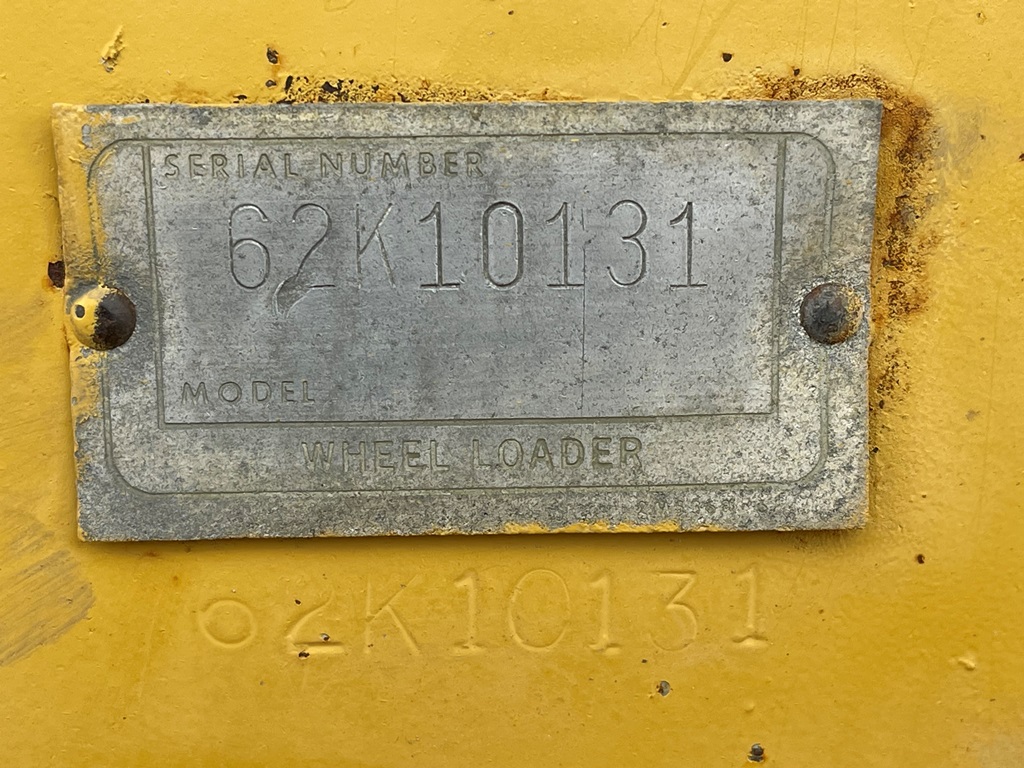 SERIAL NUMBER
62K10131
MODEL
WHEEL LOADER
62K10131